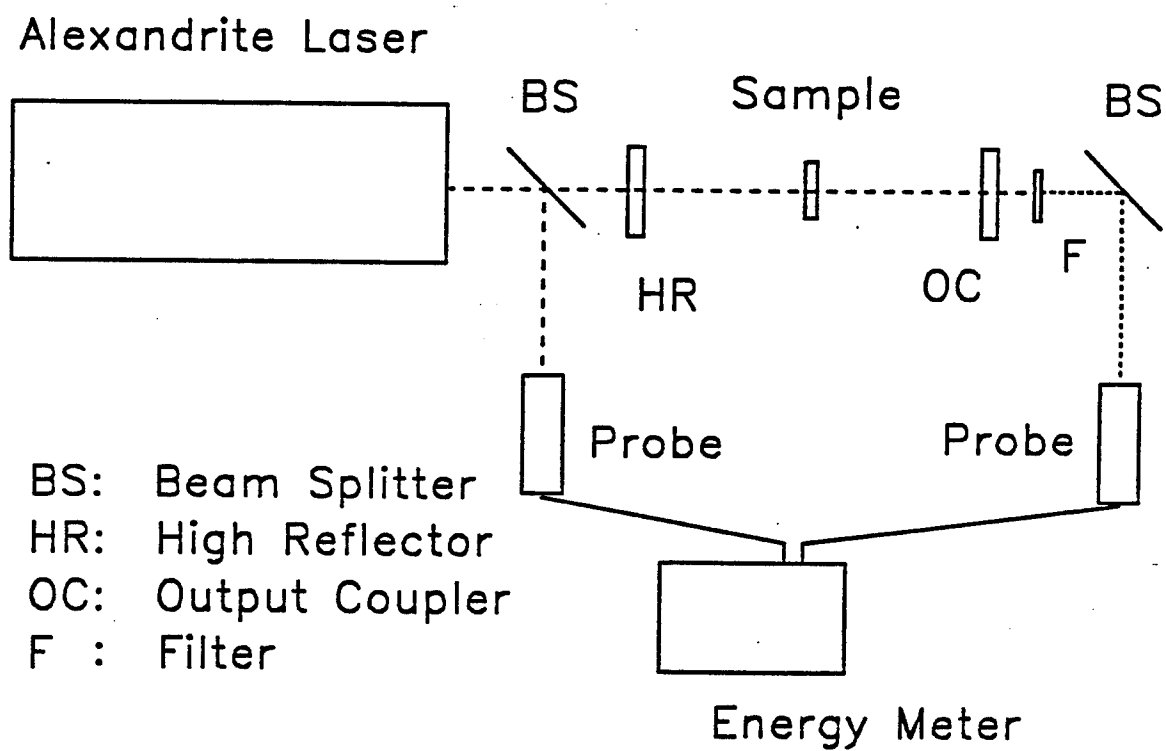 Alexandrite Laser
BS
Sample
BS
HR
OC
F
Probe
Probe
BS: Beam Splitter
HR: High Reflector
OC: Output Coupler
F : Filter
Energy Meter